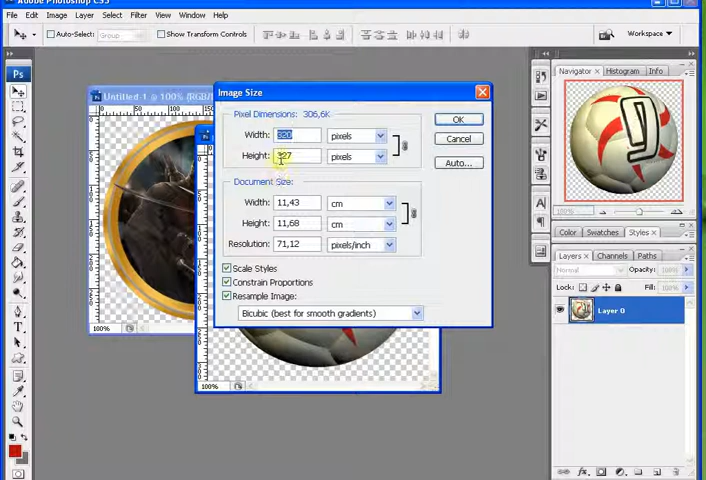 Adobe Photoshop CS3
File Edit Image Layer Select Filter View Window Help
Auto-Select: Group Show Transform Controls Workspace
Untitled-1 @ 100% (RGB/
Image Size
Pixel Dimensions: 306,6K
Width: 320 pixels
Height: 327 pixels
OK
Cancel
Auto...
Document Size:
Width: 11,43 cm
Height: 11,68 cm
Resolution: 71,12 pixels/inch
Scale Styles
Constrain Proportions
Resample Image:
Bicubic (best for smooth gradients)
100%
100%
Ps
Navigator Histogram Info
100%
Color Swatches Styles
Layers Channels Paths
Normal Opacity: 100%
Lock: Fill: 100%
Layer 0